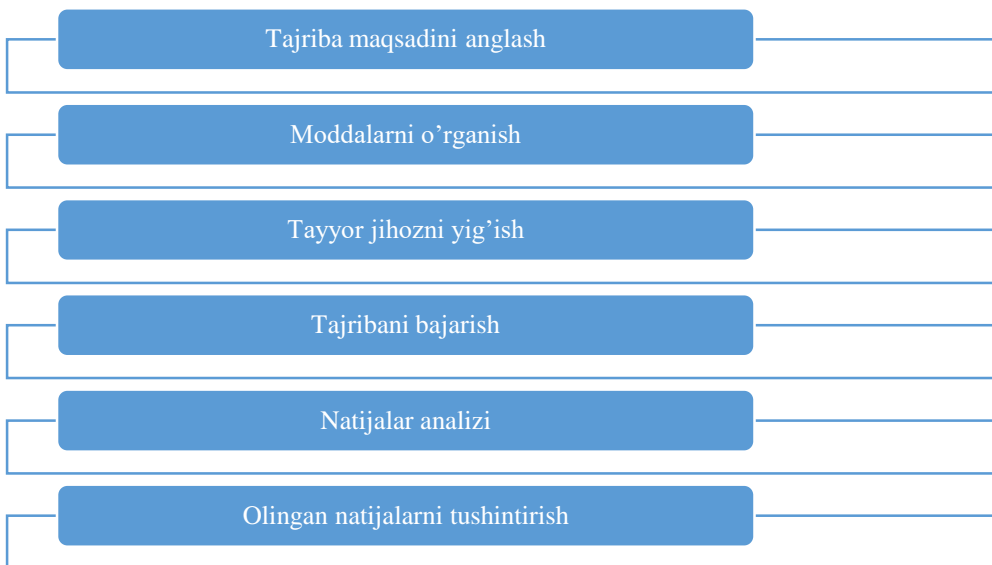 Tajriba maqsadini anglash
Moddalarni o’rganish
Tayyor jihozni yig’ish
Tajribani bajarish
Natijalar analizi
Olingan natijalarni tushintirish